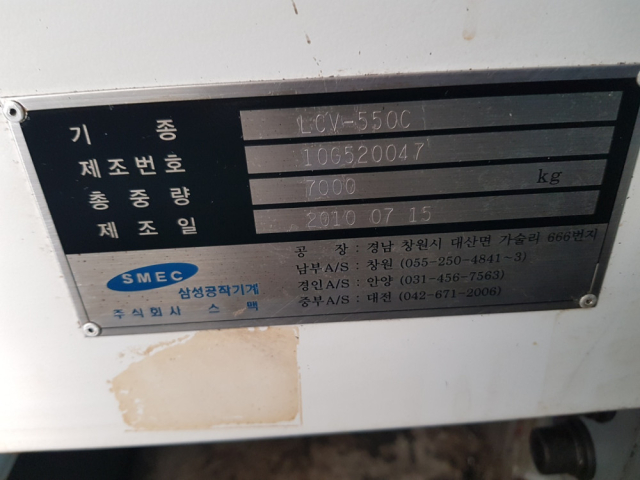 기 종 LCV-550C
제조번호 10G520047
총 중 량 7000 kg
제 조 일 2010 07 15
공 장 : 경남 창원시 대산면 가술리 666번지
남부A/S : 창원 (055-250-4841~3)
경인A/S : 안양 (031-456-7563)
중부A/S : 대전 (042-671-2006)
SMEC
삼성공작기계
주식회사 스 맥